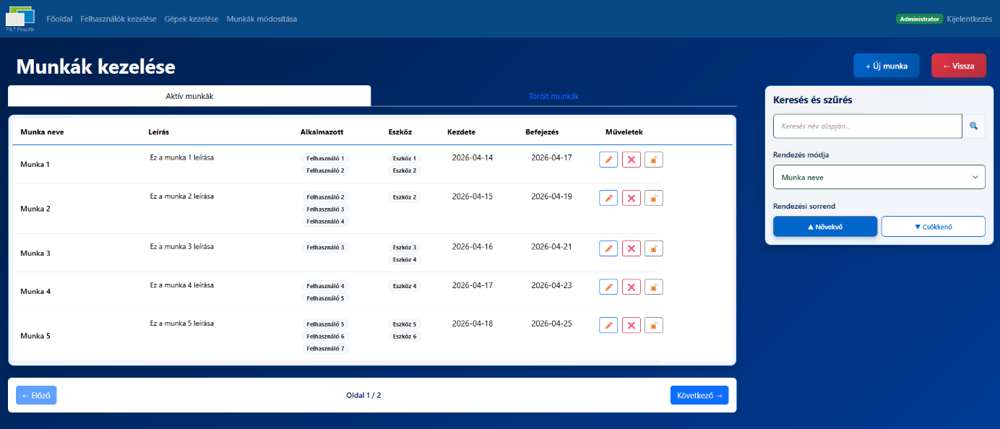 Főoldal Felhasználók kezelése Gépek kezelése Munkák módosítása Administrator Kijelentkezés
P&T Plasztik
Munkák kezelése
+ Új munka ← Vissza
Aktív munkák Törölt munkák
Munka neve Leírás Alkalmazott Eszköz Kezdete Befejezés Műveletek
Munka 1 Ez a munka 1 leírása Felhasználó 1 Eszköz 1 2026-04-14 2026-04-17
Felhasználó 2 Eszköz 2
Munka 2 Ez a munka 2 leírása Felhasználó 2 Eszköz 2 2026-04-15 2026-04-19
Felhasználó 3
Felhasználó 4
Munka 3 Ez a munka 3 leírása Felhasználó 3 Eszköz 3 2026-04-16 2026-04-21
Eszköz 4
Munka 4 Ez a munka 4 leírása Felhasználó 4 Eszköz 4 2026-04-17 2026-04-23
Felhasználó 5
Munka 5 Ez a munka 5 leírása Felhasználó 5 Eszköz 5 2026-04-18 2026-04-25
Felhasználó 6 Eszköz 6
Felhasználó 7
← Előző Oldal 1 / 2 Következő →
Keresés és szűrés
Keresés név alapján...
Rendezés módja
Munka neve
Rendezési sorrend
▲ Növekvő ▼ Csökkenő